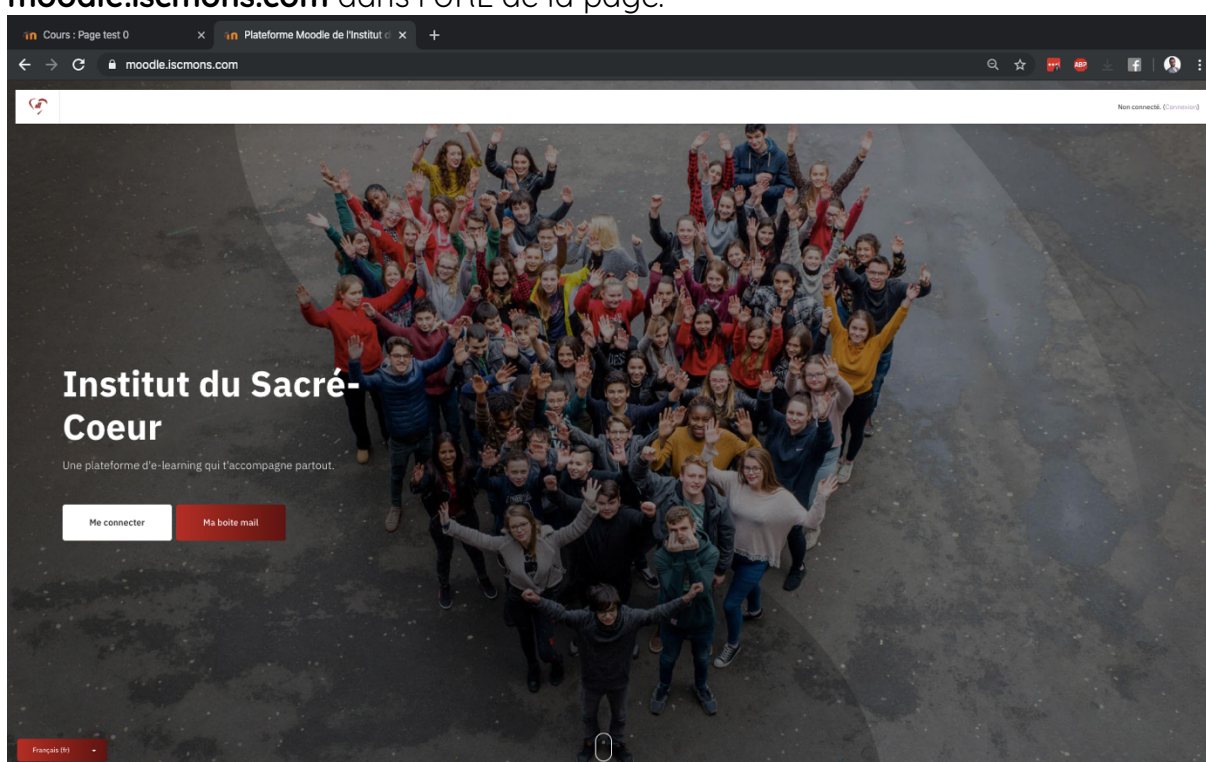 moodle.iscmons.com dans l'URL de la page.
Cours : Page test 0
Plateforme Moodle de l'Institut d
moodle.iscmons.com
ABP
Non connecté. (Connexion)
Institut du Sacré-
Coeur
Une plateforme d'e-learning qui t'accompagne partout.
Me connecter
Ma boite mail
Français (fr)